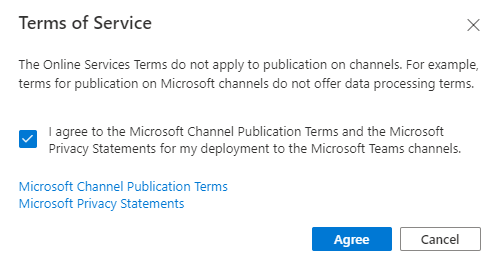 Terms of Service
The Online Services Terms do not apply to publication on channels. For example,
terms for publication on Microsoft channels do not offer data processing terms.
I agree to the Microsoft Channel Publication Terms and the Microsoft
Privacy Statements for my deployment to the Microsoft Teams channels.
Microsoft Channel Publication Terms
Microsoft Privacy Statements
Agree
Cancel